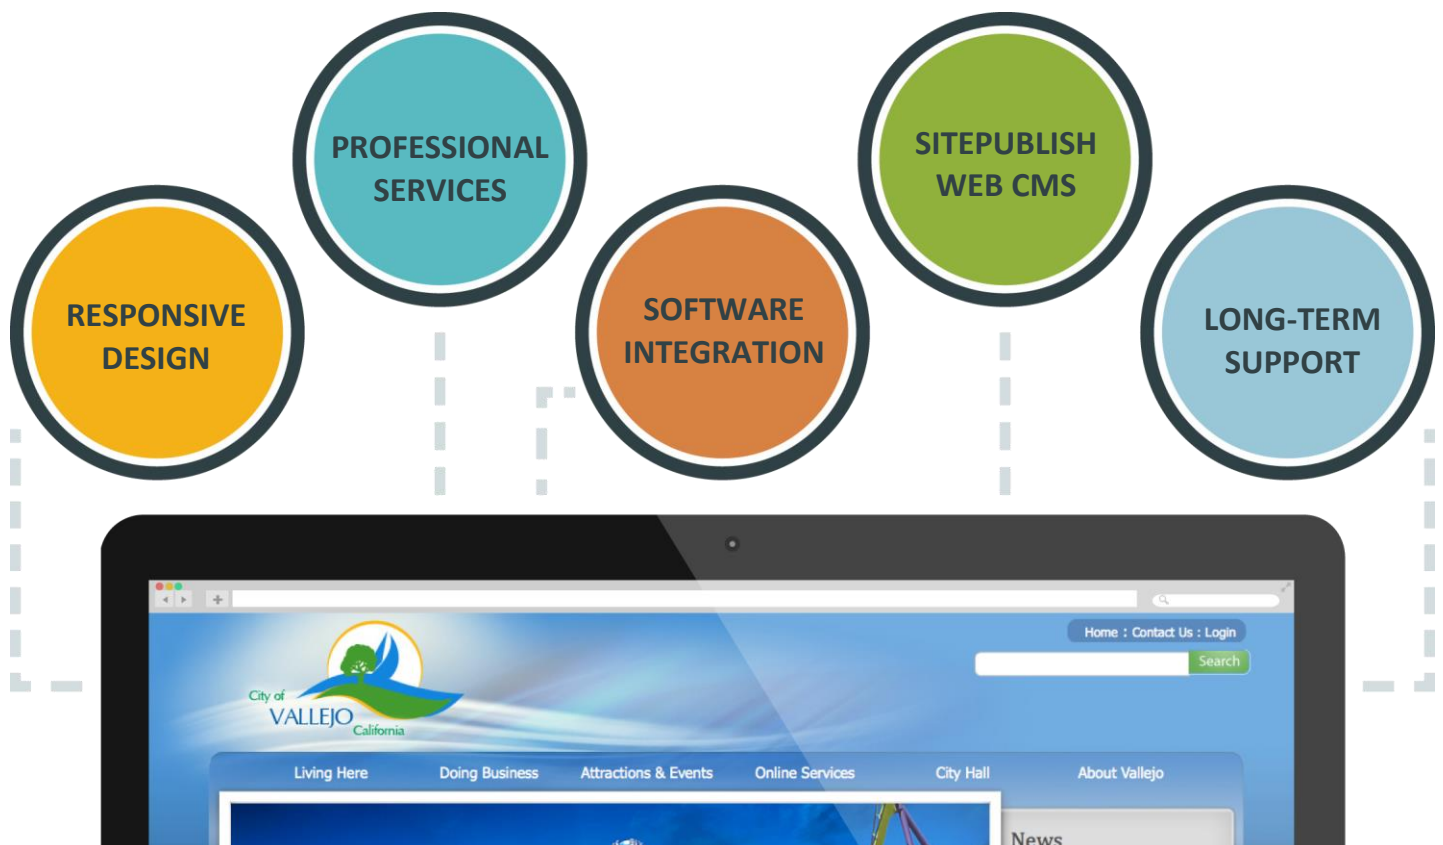 PROFESSIONAL
SERVICES
SITEPUBLISH
WEB CMS
RESPONSIVE
DESIGN
SOFTWARE
INTEGRATION
LONG-TERM
SUPPORT
Home : Contact Us : Login
Search
City of
VALLEJO
California
Living Here
Doing Business
Attractions & Events
Online Services
City Hall
About Vallejo
News